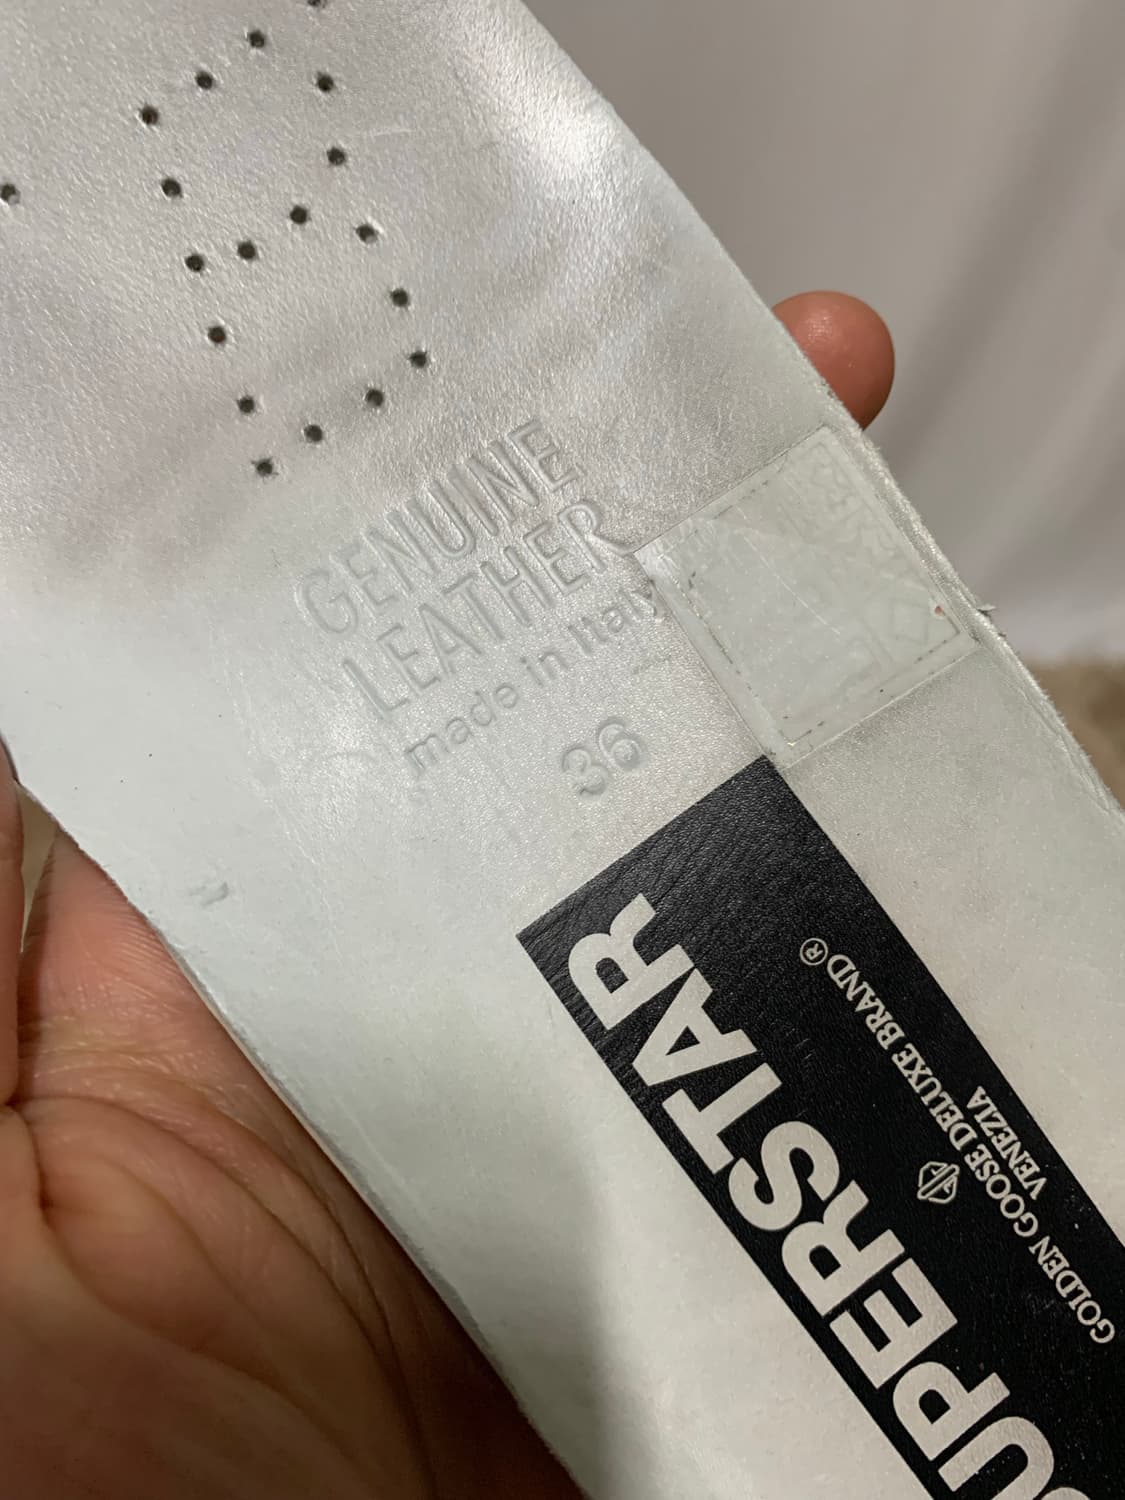 GENUINE
LEATHER
made in Italy
36
SUPERSTAR
GOLDEN GOOSE DELUXE BRAND®
VENEZIA